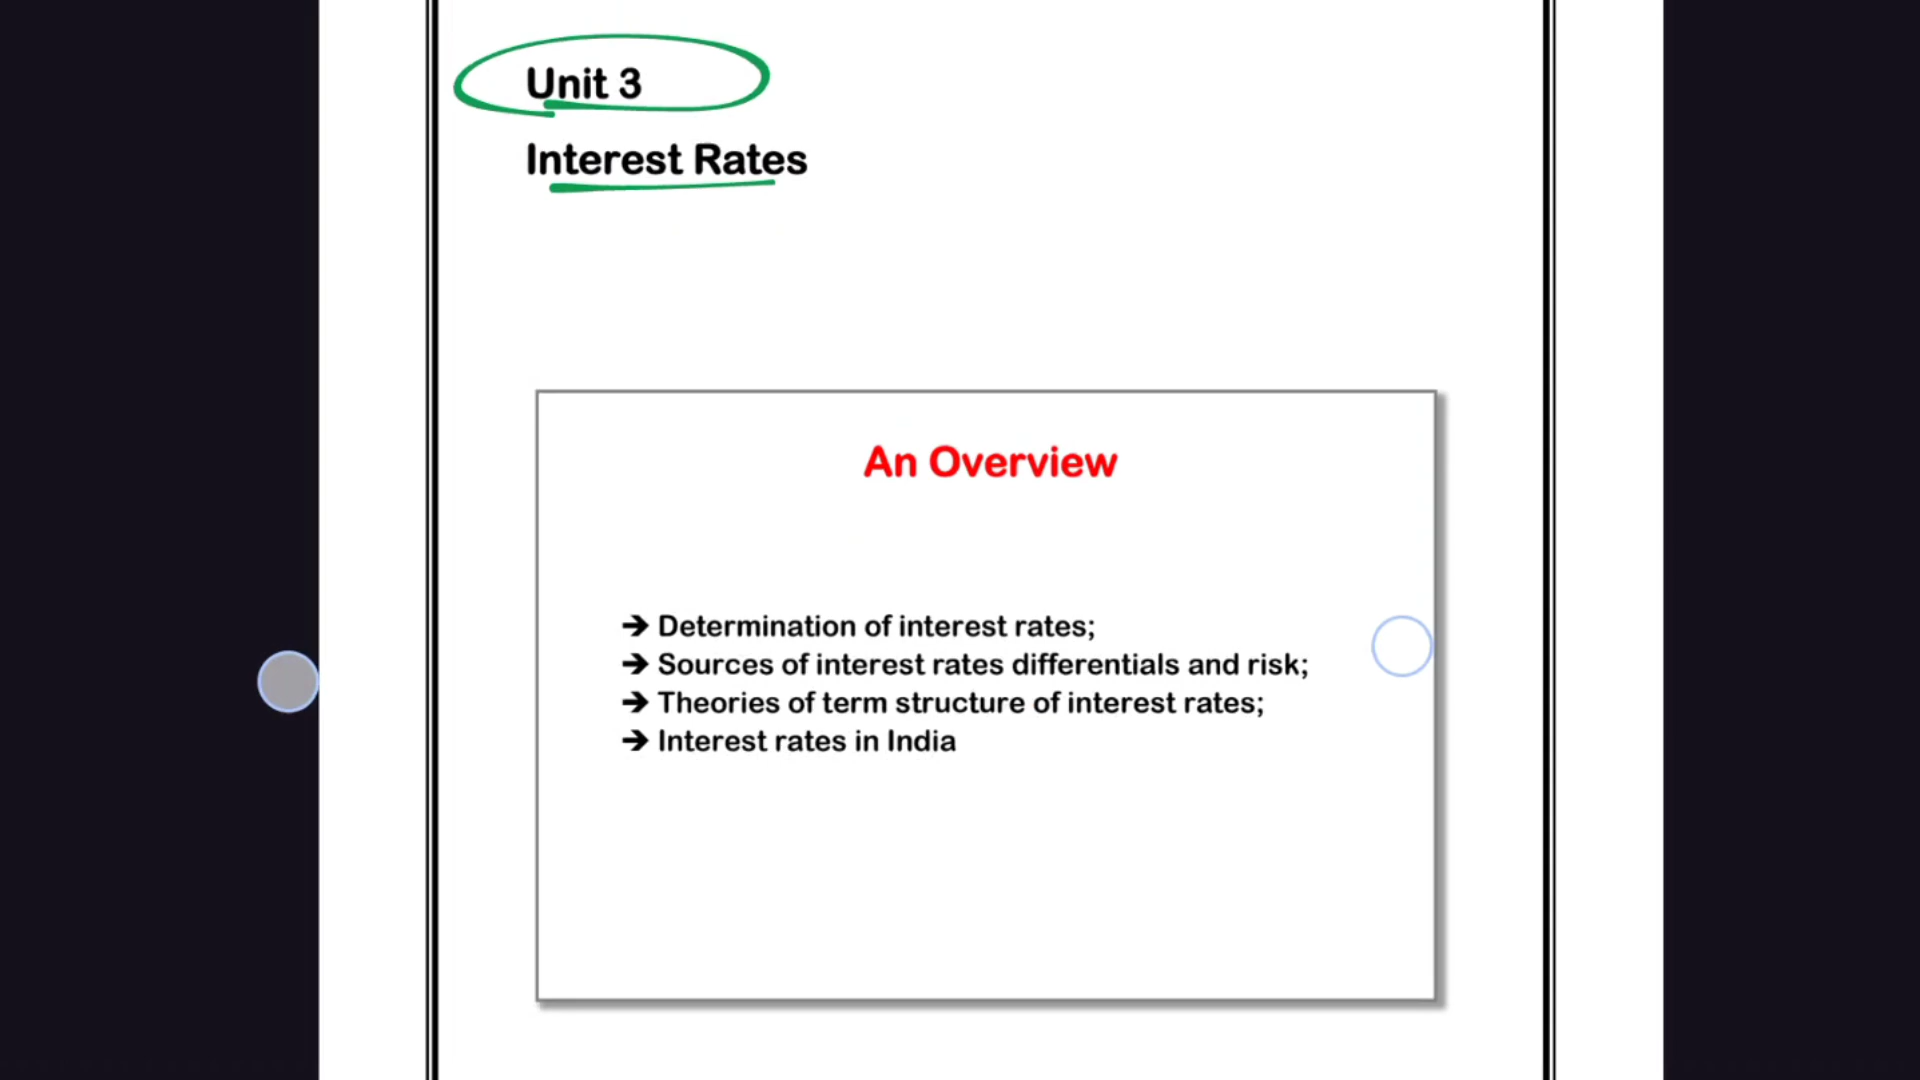 Unit 3
Interest Rates
An Overview
➔ Determination of interest rates;
➔ Sources of interest rates differentials and risk;
➔ Theories of term structure of interest rates;
➔ Interest rates in India